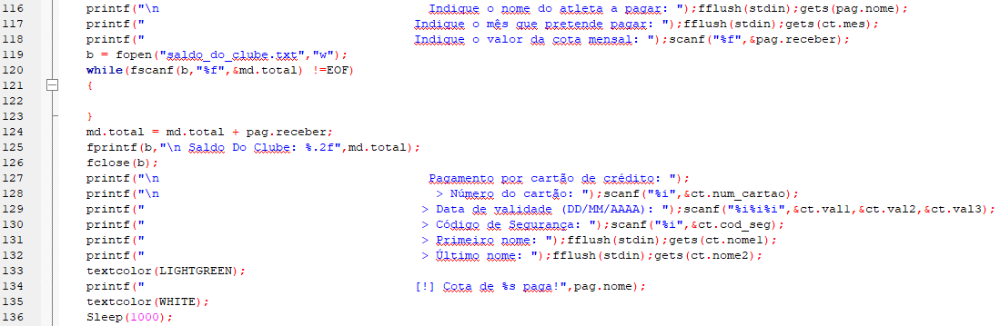 116 printf("\n Indique o nome do atleta a pagar: ");fflush(stdin);gets(pag.nome);
117 printf(" Indique o mês que pretende pagar: ");fflush(stdin);gets(ct.mes);
118 printf(" Indique o valor da cota mensal: ");scanf("%f",&pag.receber);
119 b = fopen("saldo_do_clube.txt","w");
120 while(fscanf(b,"%f",&md.total) !=EOF)
121 {
122
123 }
124 md.total = md.total + pag.receber;
125 fprintf(b,"\n Saldo Do Clube: %.2f",md.total);
126 fclose(b);
127 printf("\n Pagamento por cartão de crédito: ");
128 printf("\n > Número do cartão: ");scanf("%i",&ct.num_cartao);
129 printf(" > Data de validade (DD/MM/AAAA): ");scanf("%i%i%i",&ct.val1,&ct.val2,&ct.val3);
130 printf(" > Código de Segurança: ");scanf("%i",&ct.cod_seg);
131 printf(" > Primeiro nome: ");fflush(stdin);gets(ct.nome1);
132 printf(" > Último nome: ");fflush(stdin);gets(ct.nome2);
133 textcolor(LIGHTGREEN);
134 printf(" [!] Cota de %s paga!",pag.nome);
135 textcolor(WHITE);
136 Sleep(1000);